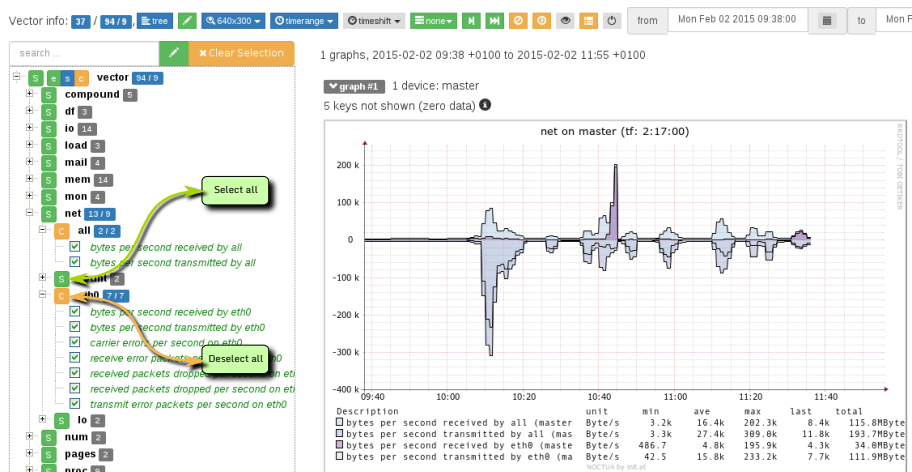 Vector info: 37 / 94 / 9 , tree 640x300 timerange timeshift none from Mon Feb 02 2015 09:38:00 to Mon F
search ... Clear Selection
1 graphs, 2015-02-02 09:38 +0100 to 2015-02-02 11:55 +0100
S e s c vector 94 / 9
graph #1 1 device: master
S compound 5
5 keys not shown (zero data)
S df 3
S io 14
S load 3
S mail 4
S mem 14
S mon 4
S net 13 / 9
C all 2 / 2
bytes per second received by all
bytes per second transmitted by all
S 2
C 7 / 7
bytes per second received by eth0
bytes per second transmitted by eth0
carrier errors per second on eth0
receive error packets per second on eth0
received packets dropped per second on eth
received packets dropped per second on eth
transmit error packets per second on eth0
S lo 2
S num 2
S pages 2
S proc
Select all
Deselect all
net on master (tf: 2:17:00)
RRDTOOL / TOBI OETIKER
200 k
100 k
0
-100 k
-200 k
-300 k
-400 k
09:40 10:00 10:20 10:40 11:00 11:20 11:40
Description unit min ave max last total
bytes per second received by all (master Byte/s 3.2k 16.4k 202.3k 8.4k 115.8MByte
bytes per second transmitted by all (mas Byte/s 3.3k 27.4k 309.0k 11.8k 193.7MByte
bytes per second received by eth0 (maste Byte/s 486.7 4.8k 195.9k 4.3k 34.0MByte
bytes per second transmitted by eth0 (ma Byte/s 42.5 15.8k 233.2k 7.7k 111.9MByte
NOCTUA by init.at